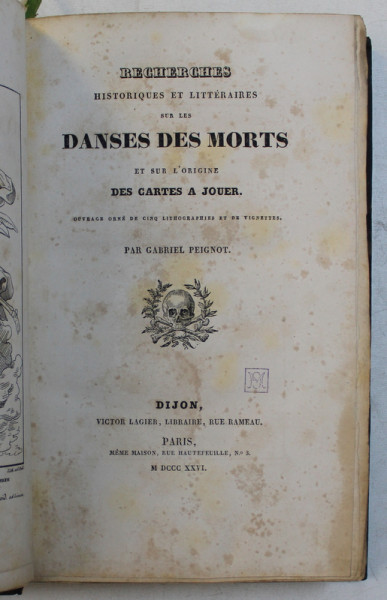 RECHERCHES
HISTORIQUES ET LITTÉRAIRES
SUR LES
DANSES DES MORTS
ET SUR L'ORIGINE
DES CARTES A JOUER.
OUVRAGE ORNÉ DE CINQ LITHOGRAPHIES ET DE VIGNETTES.
PAR GABRIEL PEIGNOT.
DIJON,
VICTOR LAGIER, LIBRAIRE, RUE RAMEAU.
PARIS,
MÊME MAISON, RUE HAUTEFEUILLE, N.º 5.
M DCCC XXVI.